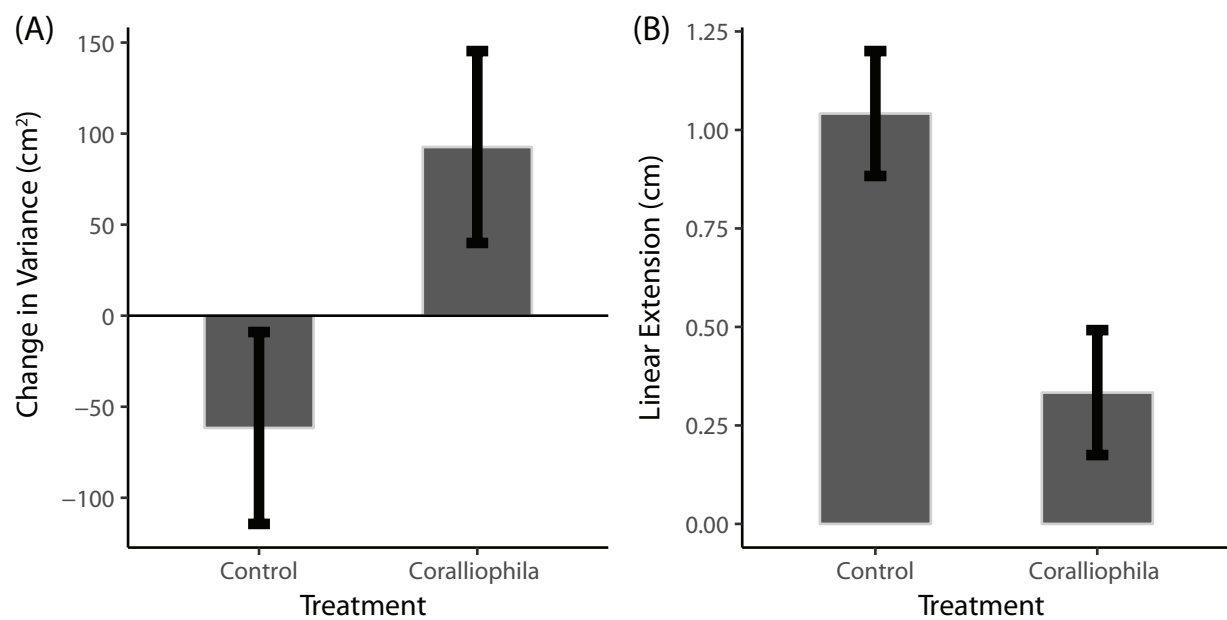 (A)
Change in Variance (cm²)
150
100
50
0
−50
−100
Control
Coralliophila
Treatment
(B)
Linear Extension (cm)
1.25
1.00
0.75
0.50
0.25
0.00
Control
Coralliophila
Treatment